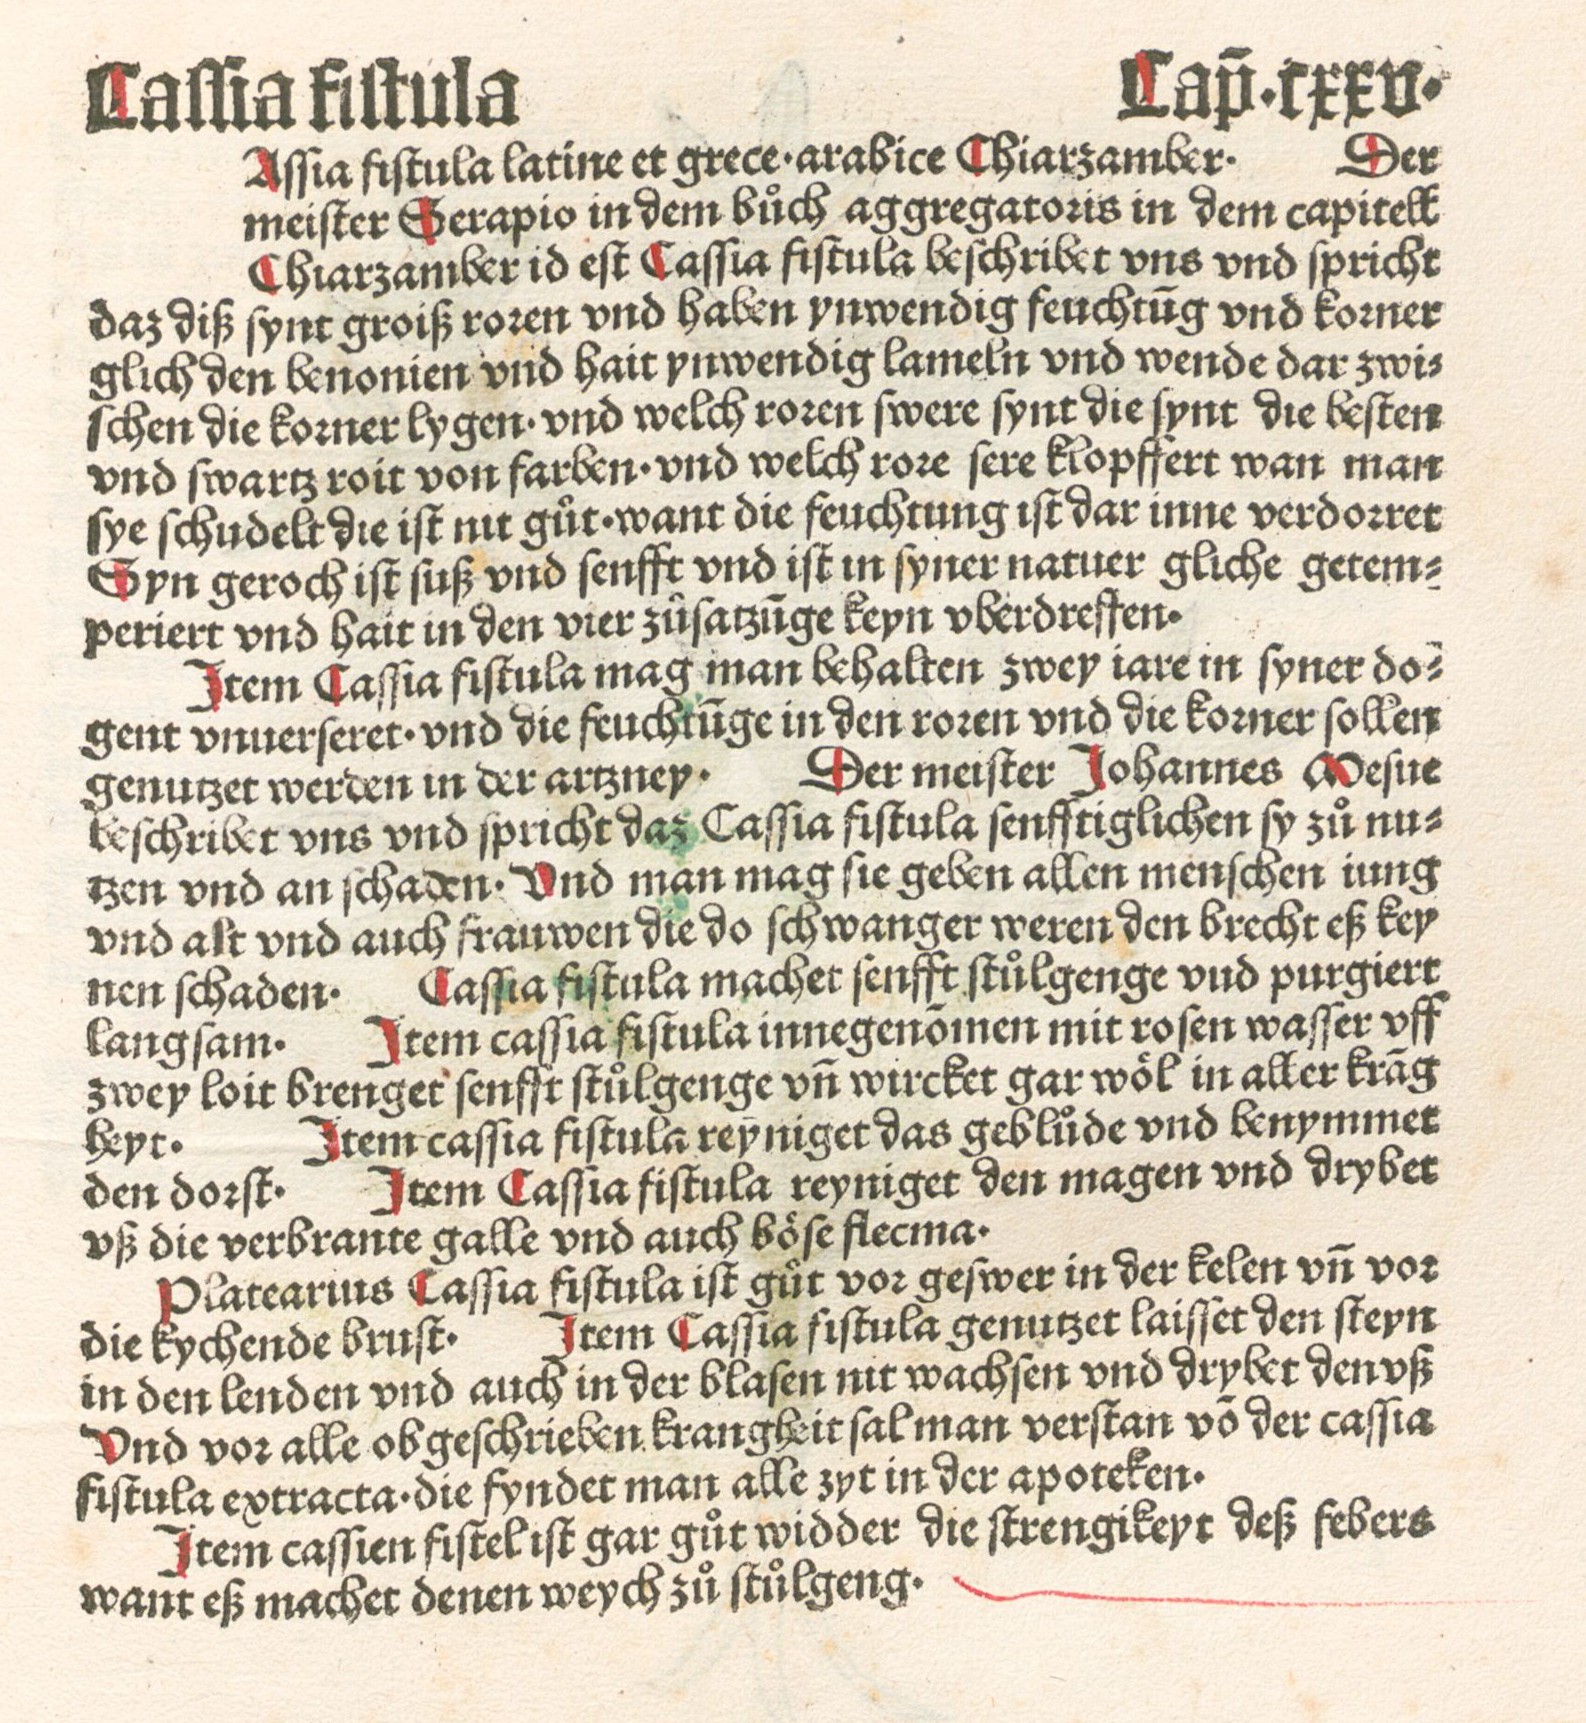 Cassia fistula Cap̄·cxxv·
Assia fistula latine et grece·arabice Chiarzamber· Der
meister Serapio in dem bůch aggregatoris in dem capitell
Chiarzamber id est Cassia fistula beschribet vns vnd spricht
daz diß synt groiß roren vnd haben ynwendig feuchtūg vnd korner
glich den benonien vnd hait ynwendig lameln vnd wende dar zwi⸗
schen die korner lygen·vnd welch roren swere synt die synt die besten
vnd swartz roit von farben·vnd welch rore sere klopffert wan man
sye schudelt die ist nit gůt·want die feuchtung ist dar inne verdorret
Syn geroch ist suß vnd senfft vnd ist in syner natuer gliche getem⸗
periert vnd hait in den vier zůsatzūge keyn vberdreffen·
Item Cassia fistula mag man behalten zwey iare in syner do⸗
gent vnuerseret·vnd die feuchtūge in den roren vnd die korner sollen
genutzet werden in der artzney· Der meister Johannes Mesue
beschribet vns vnd spricht daz Cassia fistula senfftiglichen sy zů nu⸗
tzen vnd an schaden· Vnd man mag sie geben allen menschen iung
vnd alt vnd auch frauwen die do schwanger weren den brecht eß key
nen schaden· Cassia fistula machet senfft stůlgenge vud purgiert
langsam· Item cassia fistula innegenōmen mit rosen wasser vff
zwey loit brenget senfft stůlgenge vn̄ wircket gar wöl in aller krāg
heyt· Item cassia fistula reyniget das geblůde vnd benymmet
den dorst· Item Cassia fistula reyniget den magen vnd drybet
vß die verbrante galle vnd auch böse flecma·
Platearius Cassia fistula ist gůt vor geswer in der kelen vn̄ vor
die kychende brust· Item Cassia fistula genutzet laisset den steyn
in den lenden vnd auch in der blasen nit wachsen vnd drybet den vß
Vnd vor alle obgeschrieben krangheit sal man verstan vō der cassia
fistula extracta·die fyndet man alle zyt in der apoteken·
Item cassien fistel ist gar gůt widder die strengikeyt deß febers
want eß machet denen weych zů stůlgeng·